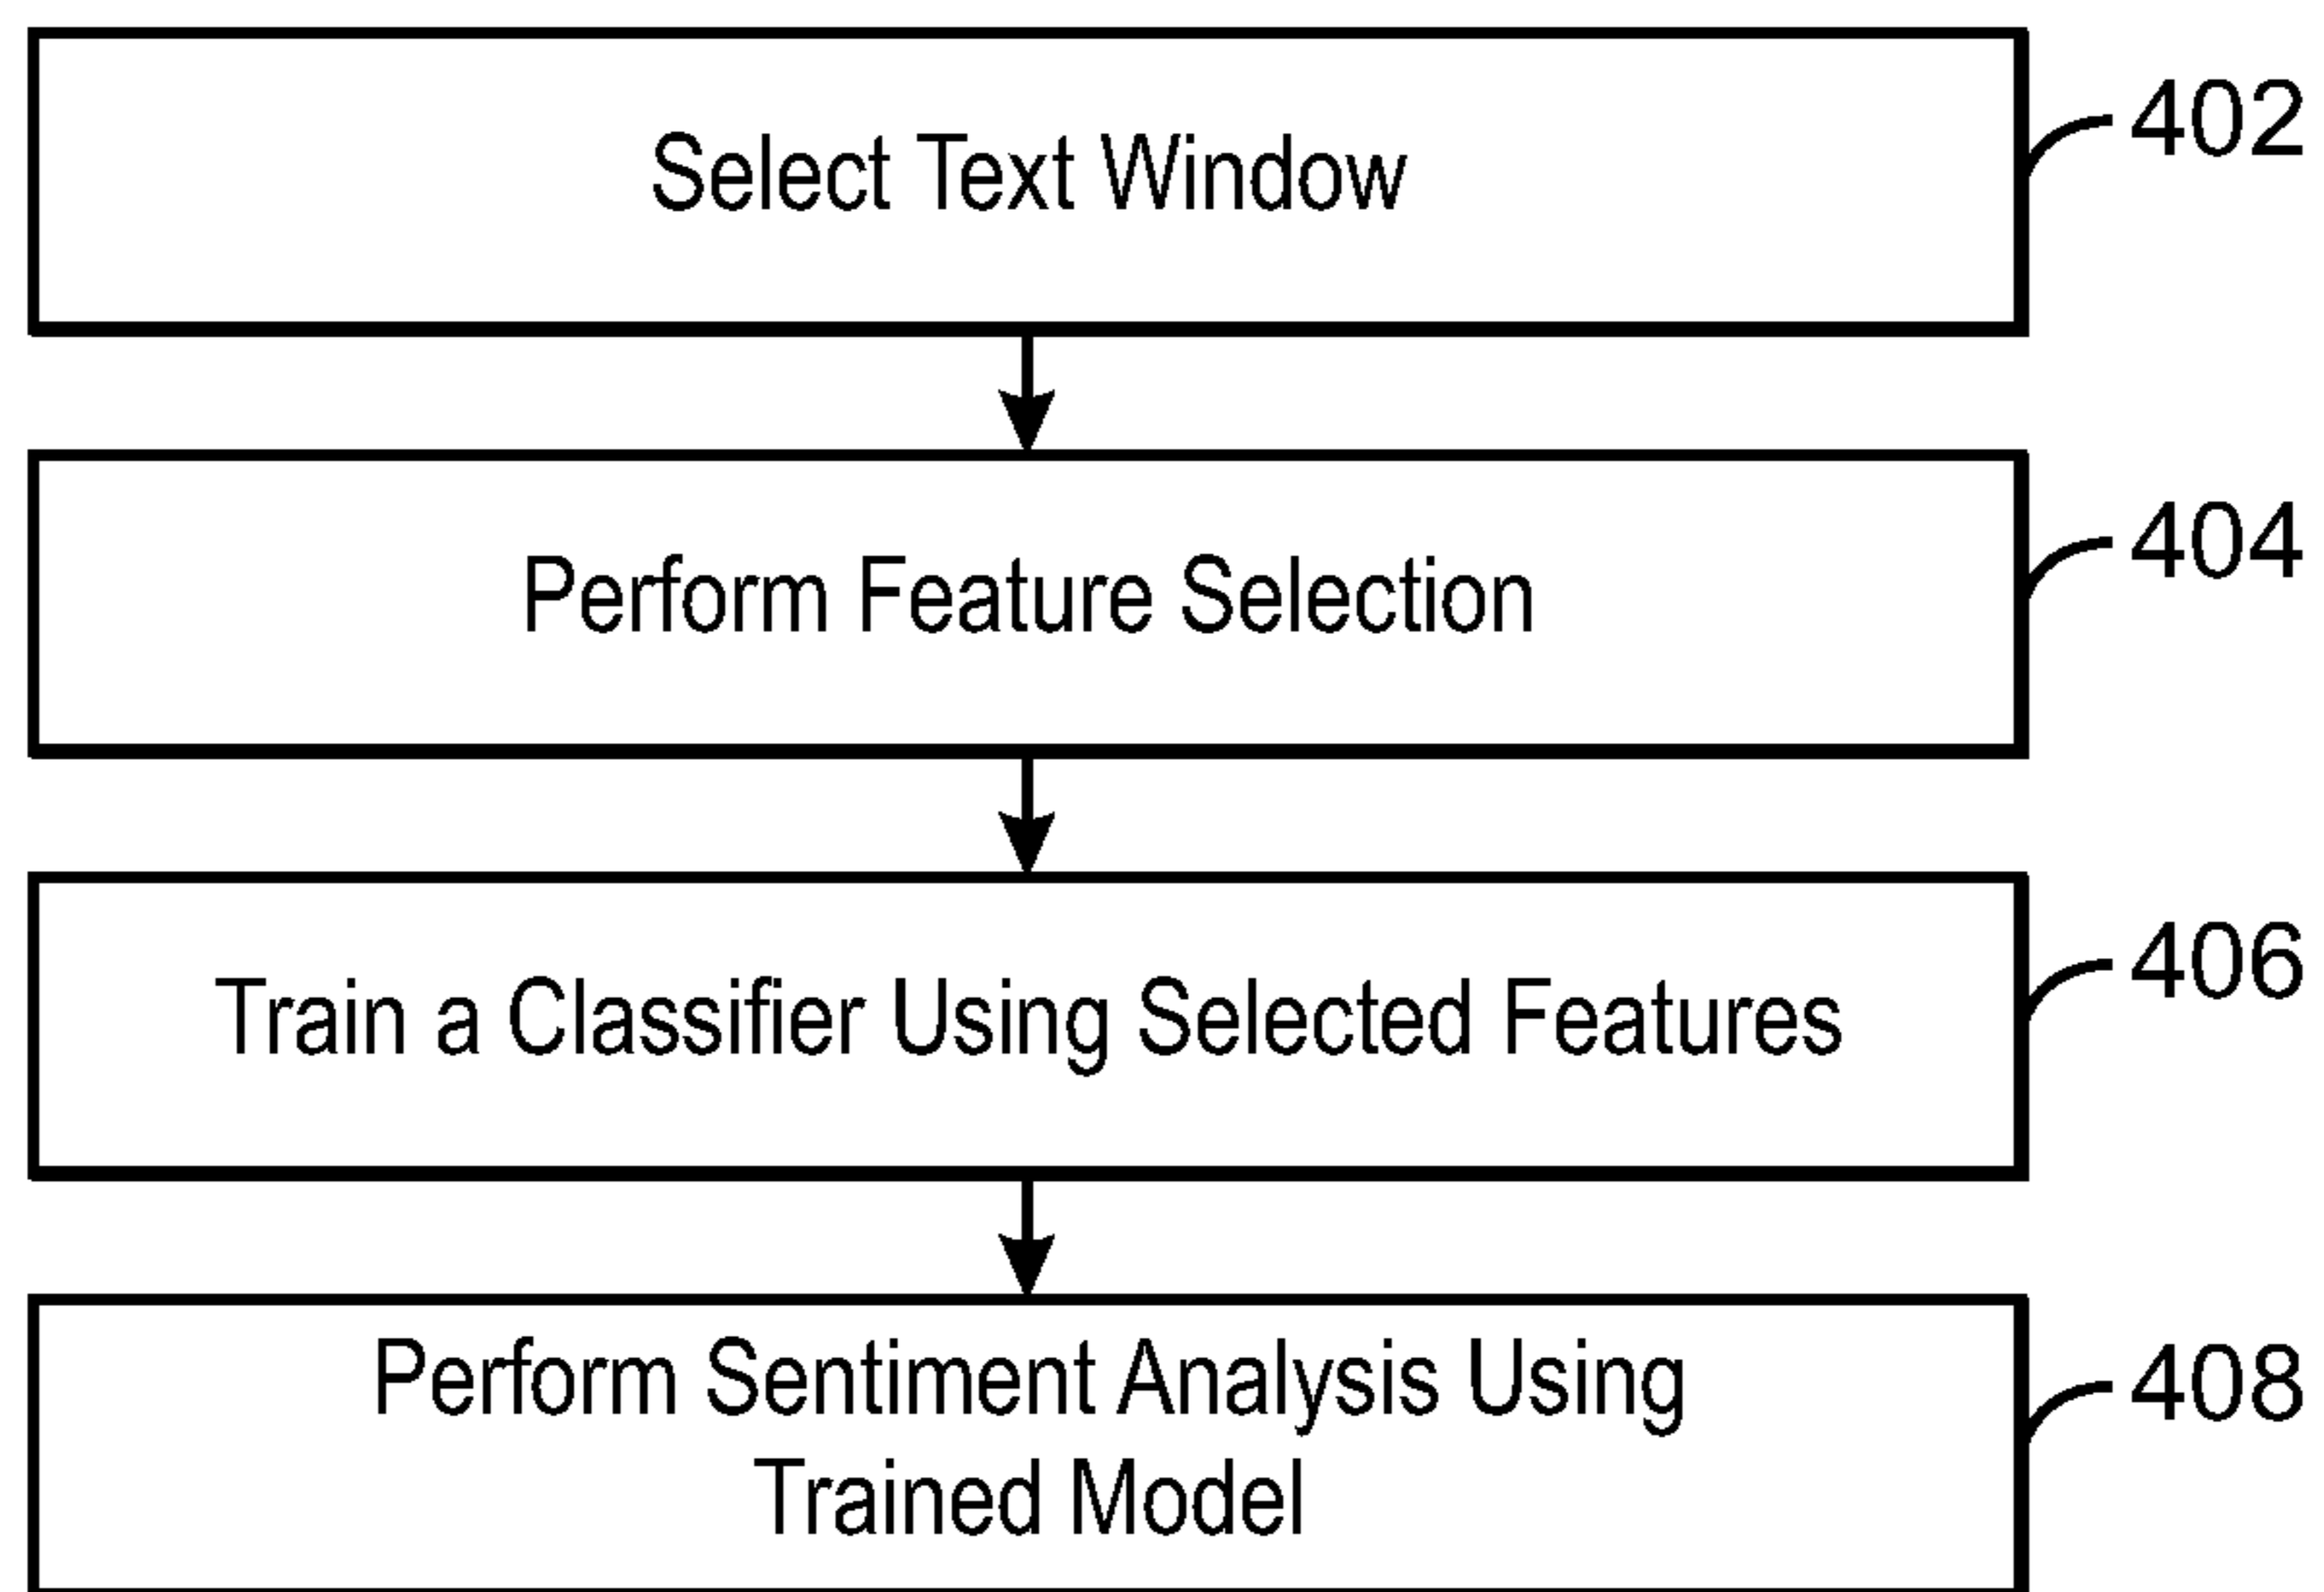 Select Text Window
402
Perform Feature Selection
404
Train a Classifier Using Selected Features
406
Perform Sentiment Analysis Using
Trained Model
408